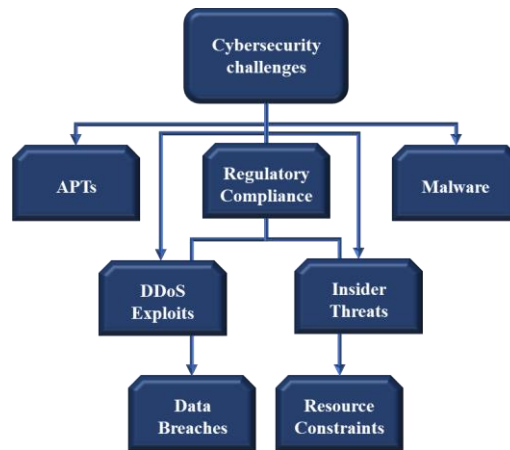 Cybersecurity
challenges
APTs
Regulatory
Compliance
Malware
DDoS
Exploits
Insider
Threats
Data
Breaches
Resource
Constraints